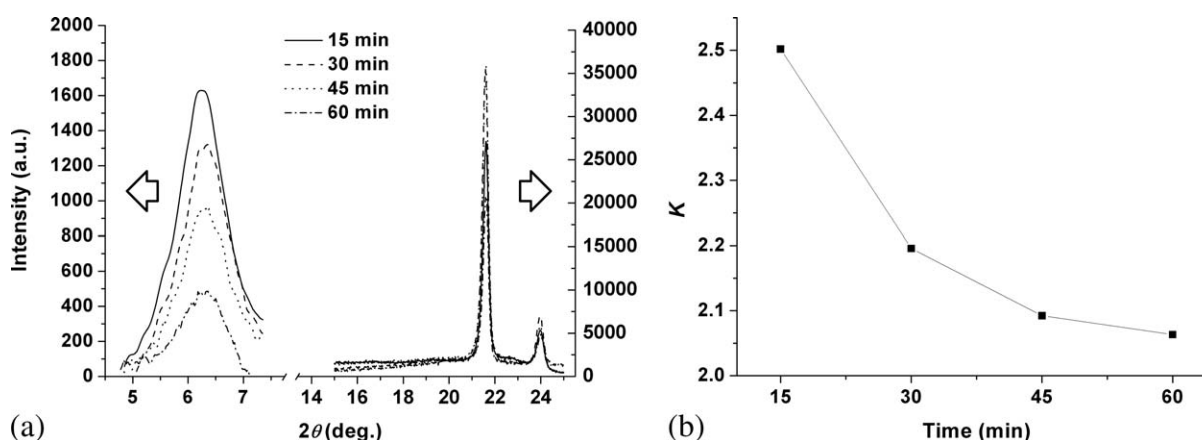 2000
1800
1600
1400
1200
1000
800
600
400
200
0
Intensity (a.u.)
15 min
30 min
45 min
60 min
40000
35000
30000
25000
20000
15000
10000
5000
0
5 6 7 14 16 18 20 22 24
2θ (deg.)
(a)
2.5
2.4
2.3
2.2
2.1
2.0
K
15 30 45 60
Time (min)
(b)